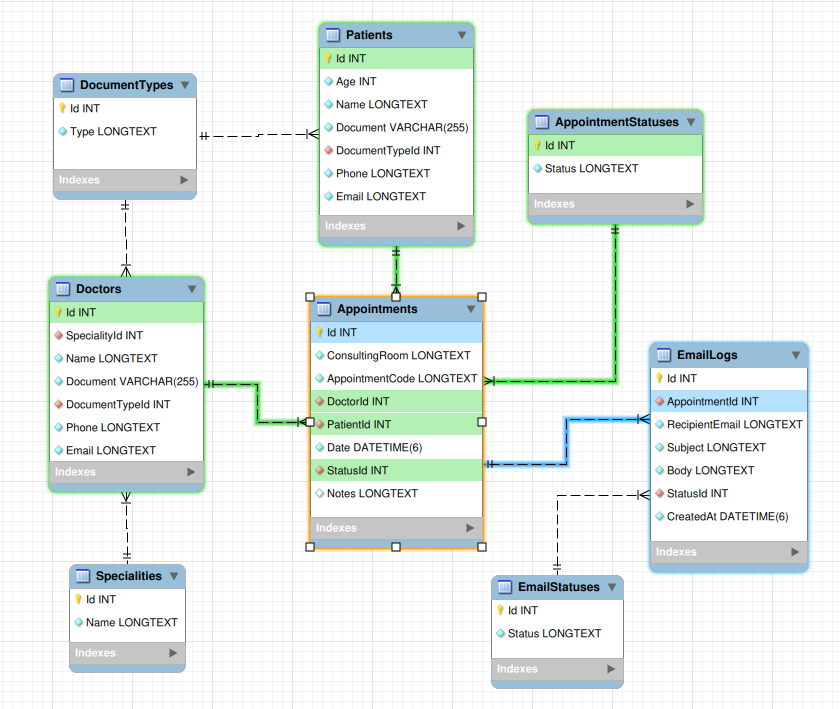 Patients
Id INT
Age INT
Name LONGTEXT
Document VARCHAR(255)
DocumentTypeId INT
Phone LONGTEXT
Email LONGTEXT
Indexes
DocumentTypes
Id INT
Type LONGTEXT
Indexes
AppointmentStatuses
Id INT
Status LONGTEXT
Indexes
Doctors
Id INT
SpecialityId INT
Name LONGTEXT
Document VARCHAR(255)
DocumentTypeId INT
Phone LONGTEXT
Email LONGTEXT
Indexes
Appointments
Id INT
ConsultingRoom LONGTEXT
AppointmentCode LONGTEXT
DoctorId INT
PatientId INT
Date DATETIME(6)
StatusId INT
Notes LONGTEXT
Indexes
EmailLogs
Id INT
AppointmentId INT
RecipientEmail LONGTEXT
Subject LONGTEXT
Body LONGTEXT
StatusId INT
CreatedAt DATETIME(6)
Indexes
Specialities
Id INT
Name LONGTEXT
Indexes
EmailStatuses
Id INT
Status LONGTEXT
Indexes